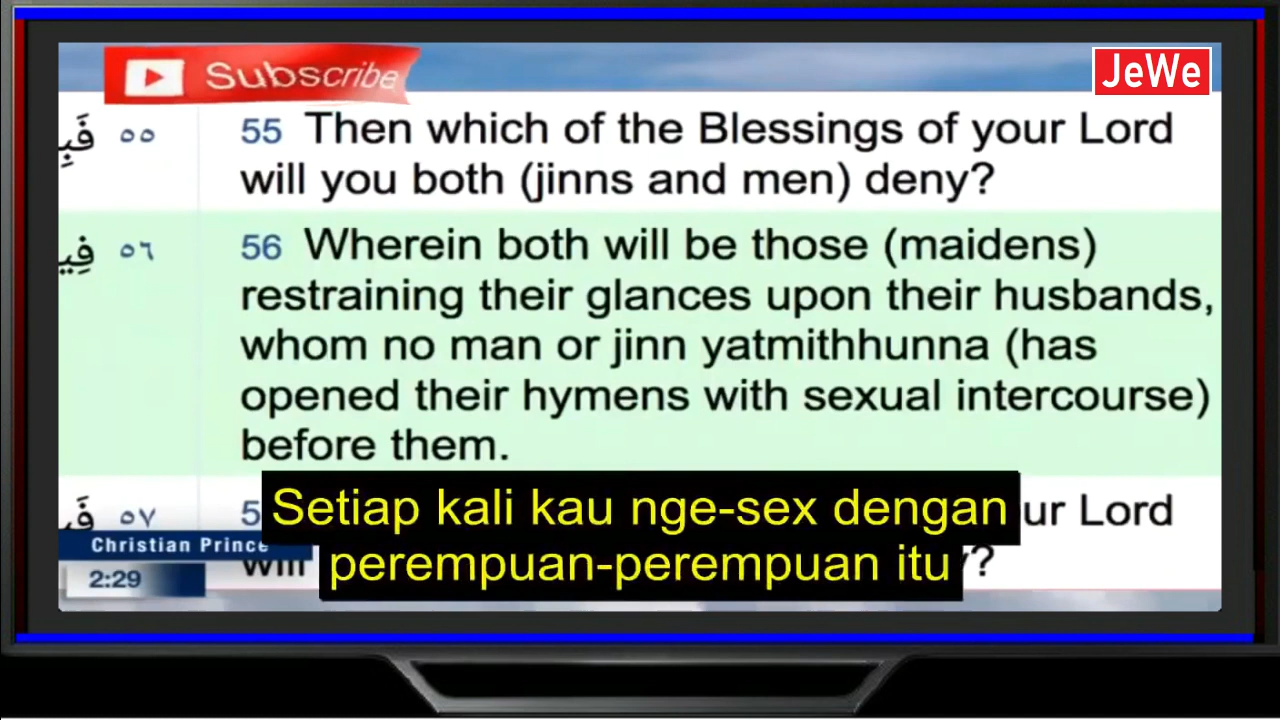 Subscribe
JeWe
٥٥ 55 Then which of the Blessings of your Lord
will you both (jinns and men) deny?
٥٦ 56 Wherein both will be those (maidens)
restraining their glances upon their husbands,
whom no man or jinn yatmithhunna (has
opened their hymens with sexual intercourse)
before them.
٥٧
Setiap kali kau nge-sex dengan
Lord
Christian Prince
perempuan-perempuan itu
2:29